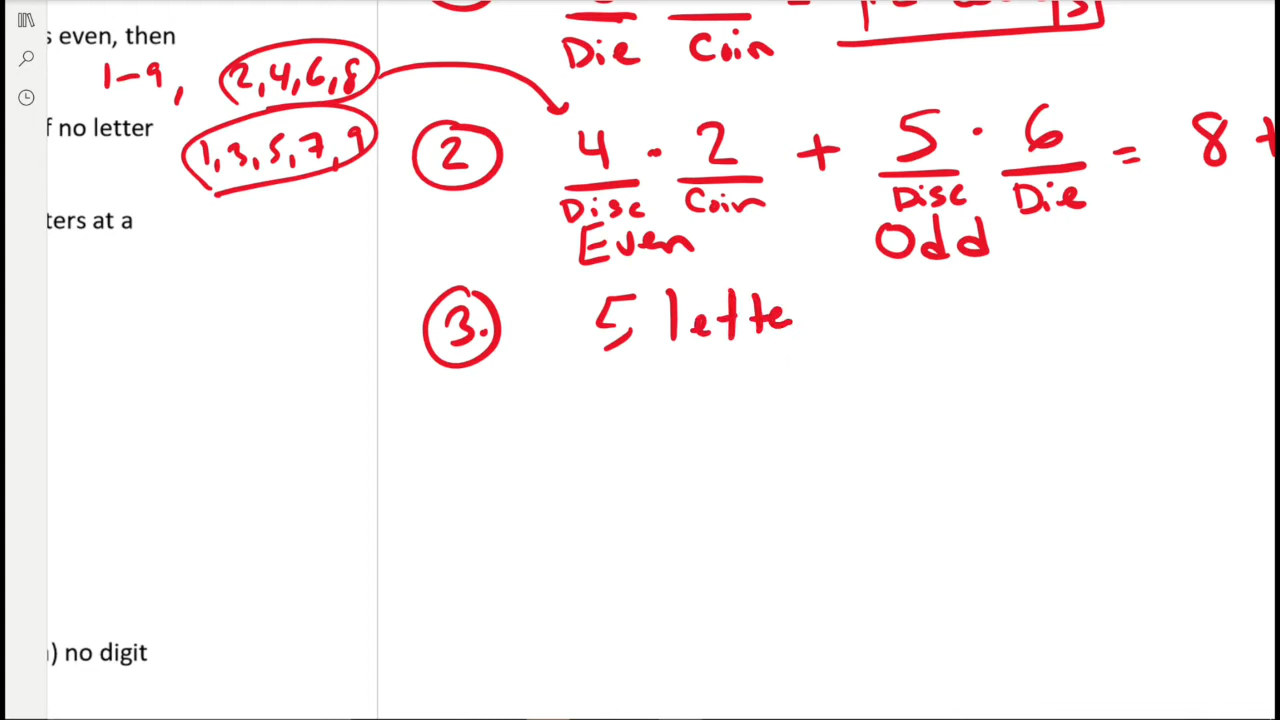 s even, then
1-9, 2,4,6,8
f no letter
1,3,5,7,9
ters at a
) no digit
Die Coin
2 4 · 2 + 5 · 6 = 8 +
Disc Coin Disc Die
Even Odd
3. 5 lette